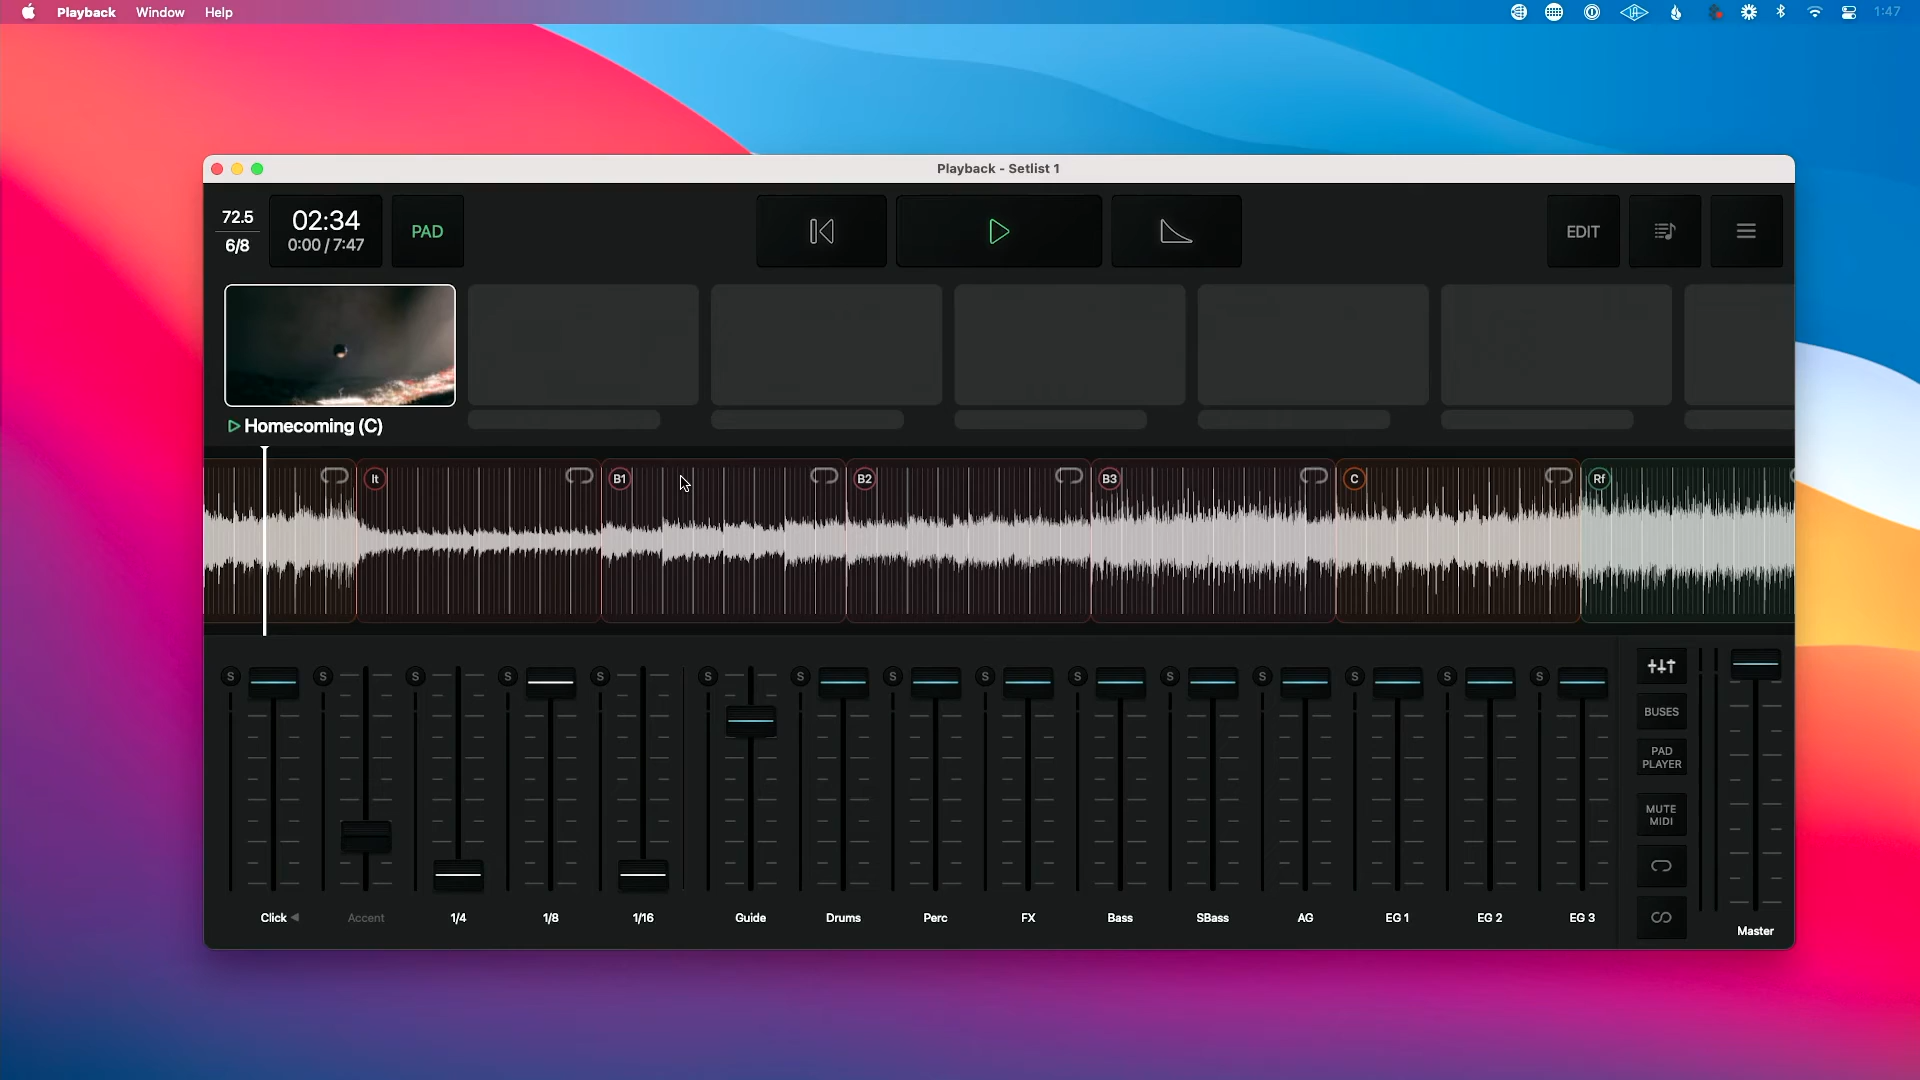 Playback Window Help 1:47
Playback - Setlist 1
72.5
6/8
02:34
0:00 / 7:47
PAD
EDIT
Homecoming (C)
It B1 B2 B3 C Rf
S S S S S S S S S S S S S S S
BUSES
PAD
PLAYER
MUTE
MIDI
Click Accent 1/4 1/8 1/16 Guide Drums Perc FX Bass SBass AG EG 1 EG 2 EG 3
Master